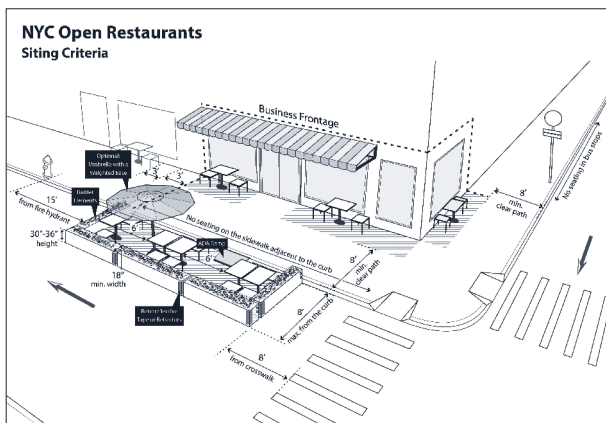 NYC Open Restaurants
Siting Criteria
Business Frontage
Optional:
Umbrella with a
Weighted Base
3'
3'
No seating in bus stops
8'
min.
clear path
15'
from fire hydrant
Barrier
Elements
6'
No seating on the sidewalk adjacent to the curb
30"-36"
height
ADA Ramp
6'
8'
min.
clear path
18"
min. width
Reflective
Tape or Reflectors
8'
max. from the curb
8'
from crosswalk